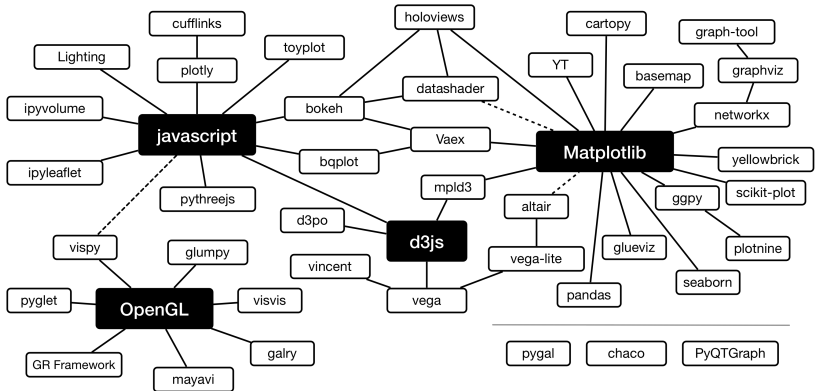 cufflinks
holoviews
cartopy
graph-tool
Lighting
toyplot
plotly
YT
basemap
graphviz
ipyvolume
bokeh
datashader
networkx
javascript
Vaex
Matplotlib
bqplot
yellowbrick
ipyleaflet
pythreejs
mpld3
altair
ggpy
scikit-plot
d3po
d3js
vispy
glumpy
vincent
vega-lite
glueviz
plotnine
seaborn
pyglet
OpenGL
visvis
vega
pandas
GR Framework
galry
mayavi
pygal
chaco
PyQTGraph